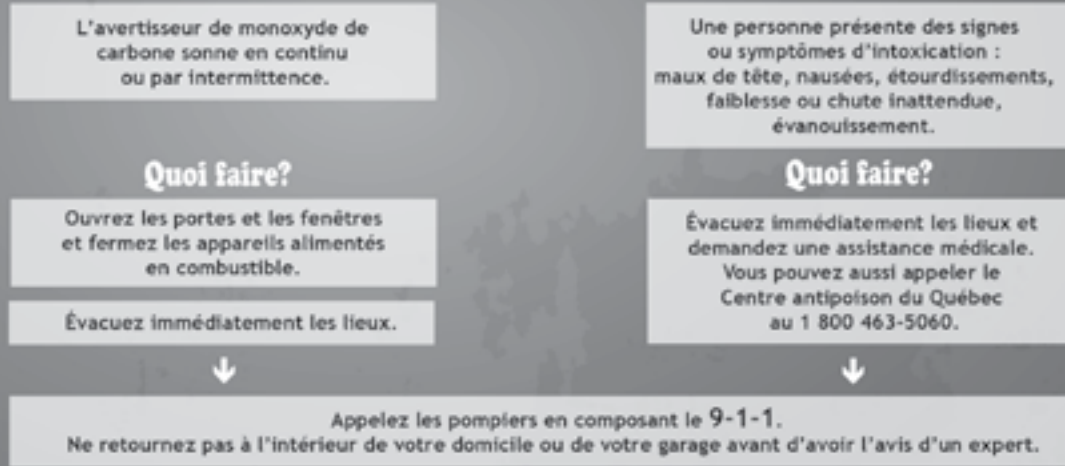 L'avertisseur de monoxyde de
carbone sonne en continu
ou par intermittence.
Quoi faire?
Ouvrez les portes et les fenêtres
et fermez les appareils alimentés
en combustible.
Évacuez immédiatement les lieux.
Une personne présente des signes
ou symptômes d'intoxication :
maux de tête, nausées, étourdissements,
faiblesse ou chute inattendue,
évanouissement.
Quoi faire?
Évacuez immédiatement les lieux et
demandez une assistance médicale.
Vous pouvez aussi appeler le
Centre antipoison du Québec
au 1 800 463-5060.
Appelez les pompiers en composant le 9-1-1.
Ne retournez pas à l'intérieur de votre domicile ou de votre garage avant d'avoir l'avis d'un expert.